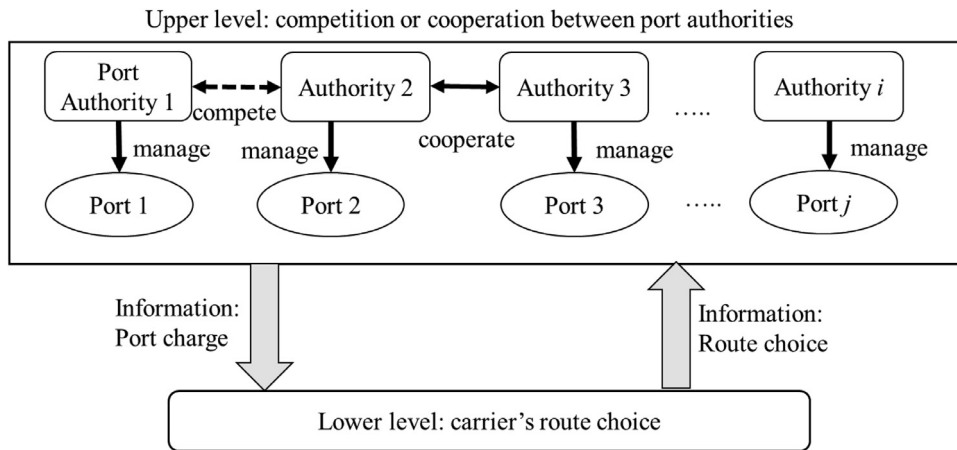 Upper level: competition or cooperation between port authorities
Port
Authority 1
compete
Authority 2
cooperate
Authority 3
.....
Authority i
manage
manage
manage
manage
Port 1
Port 2
Port 3
.....
Port j
Information:
Port charge
Information:
Route choice
Lower level: carrier’s route choice